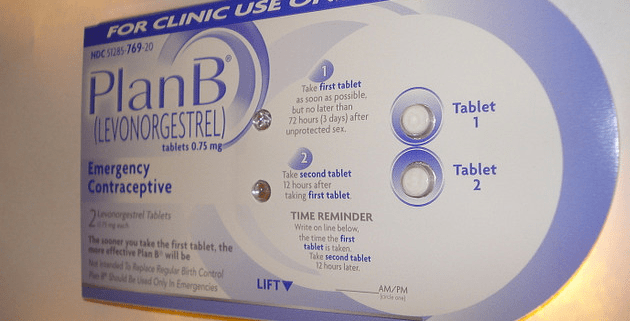 FOR CLINIC USE
NDC 51285-769-20
Plan B®
(LEVONORGESTREL)
tablets 0.75 mg
Emergency
Contraceptive
2 Levonorgestrel Tablets
0.75 mg each
The sooner you take the first tablet, the
more effective Plan B® will be
Not Intended To Replace Regular Birth Control
Plan B® Should Be Used Only In Emergencies
1
Take first tablet
as soon as possible,
but no later than
72 hours (3 days) after
unprotected sex.
2
Take second tablet
12 hours after
taking first tablet.
TIME REMINDER
Write on line below,
the time the first
tablet is taken.
Take second tablet
12 hours later.
LIFT▼
AM/PM
(circle one)
Tablet
1
Tablet
2